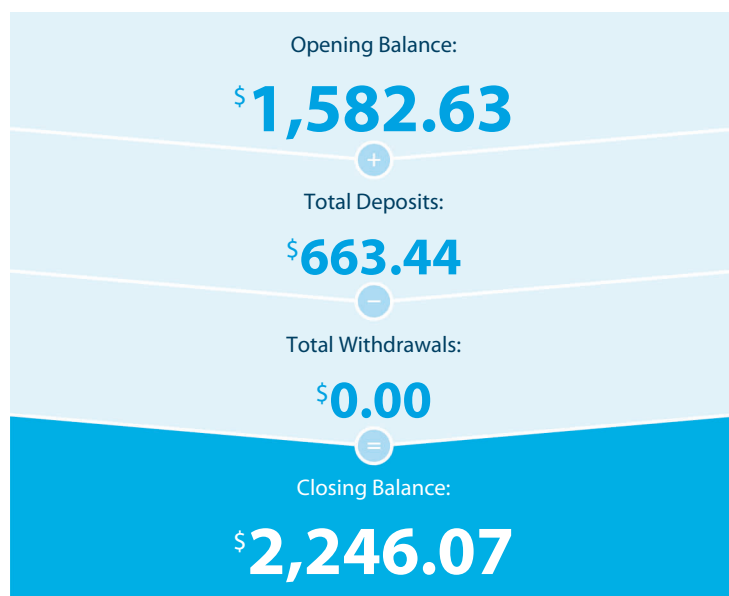 Opening Balance:
$1,582.63
+
Total Deposits:
$663.44
−
Total Withdrawals:
$0.00
=
Closing Balance:
$2,246.07